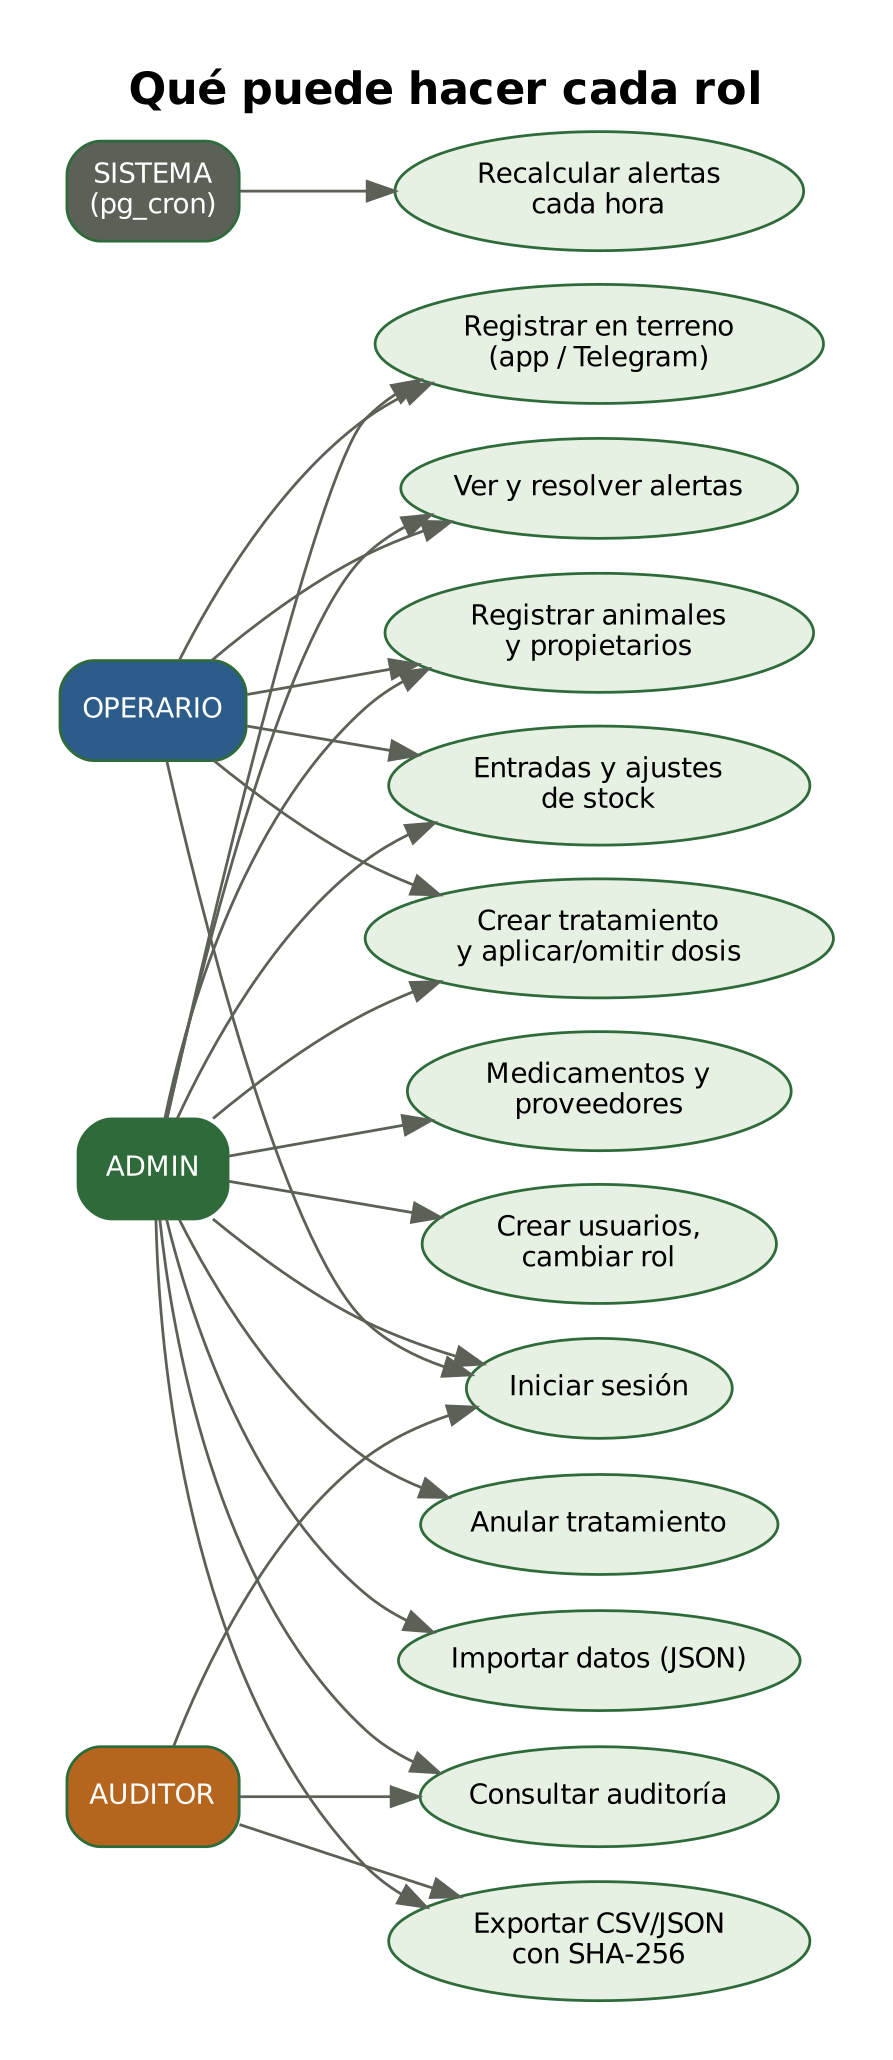 Qué puede hacer cada rol
SISTEMA
(pg_cron)
Recalcular alertas
cada hora
Registrar en terreno
(app / Telegram)
Ver y resolver alertas
Registrar animales
y propietarios
OPERARIO
Entradas y ajustes
de stock
Crear tratamiento
y aplicar/omitir dosis
Medicamentos y
proveedores
ADMIN
Crear usuarios,
cambiar rol
Iniciar sesión
Anular tratamiento
Importar datos (JSON)
AUDITOR
Consultar auditoría
Exportar CSV/JSON
con SHA-256